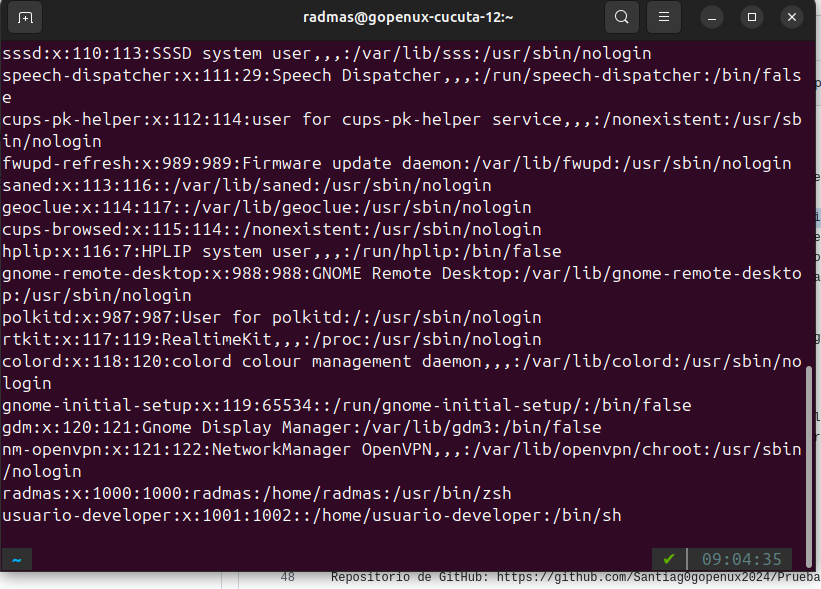 radmas@gopenux-cucuta-12:~
sssd:x:110:113:SSSD system user,,,:/var/lib/sss:/usr/sbin/nologin
speech-dispatcher:x:111:29:Speech Dispatcher,,,:/run/speech-dispatcher:/bin/fals
e
cups-pk-helper:x:112:114:user for cups-pk-helper service,,,:/nonexistent:/usr/sb
in/nologin
fwupd-refresh:x:989:989:Firmware update daemon:/var/lib/fwupd:/usr/sbin/nologin
saned:x:113:116::/var/lib/saned:/usr/sbin/nologin
geoclue:x:114:117::/var/lib/geoclue:/usr/sbin/nologin
cups-browsed:x:115:114::/nonexistent:/usr/sbin/nologin
hplip:x:116:7:HPLIP system user,,,:/run/hplip:/bin/false
gnome-remote-desktop:x:988:988:GNOME Remote Desktop:/var/lib/gnome-remote-deskto
p:/usr/sbin/nologin
polkitd:x:987:987:User for polkitd:/:/usr/sbin/nologin
rtkit:x:117:119:RealtimeKit,,,:/proc:/usr/sbin/nologin
colord:x:118:120:colord colour management daemon,,,:/var/lib/colord:/usr/sbin/no
login
gnome-initial-setup:x:119:65534::/run/gnome-initial-setup/:/bin/false
gdm:x:120:121:Gnome Display Manager:/var/lib/gdm3:/bin/false
nm-openvpn:x:121:122:NetworkManager OpenVPN,,,:/var/lib/openvpn/chroot:/usr/sbin
/nologin
radmas:x:1000:1000:radmas:/home/radmas:/usr/bin/zsh
usuario-developer:x:1001:1002::/home/usuario-developer:/bin/sh
~ ✔ 09:04:35
48 Repositorio de GitHub: https://github.com/Santiag0gopenux2024/Prueba